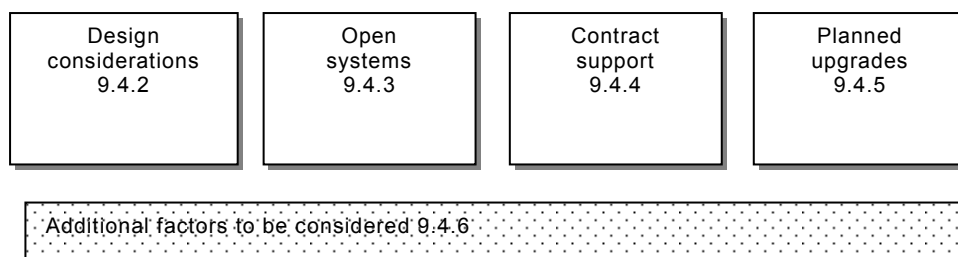 Design
considerations
9.4.2
Open
systems
9.4.3
Contract
support
9.4.4
Planned
upgrades
9.4.5
Additional factors to be considered 9.4.6